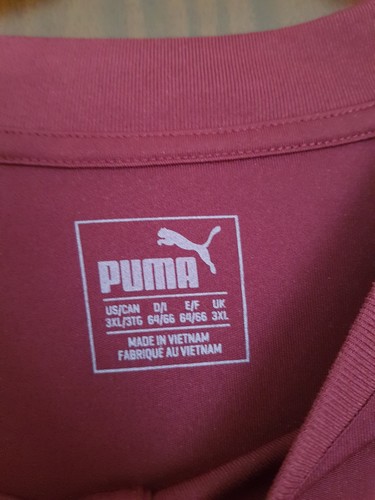 PUMA
US/CAN D/I E/F UK
3XL/3TG 64/66 64/66 3XL
MADE IN VIETNAM
FABRIQUÉ AU VIETNAM